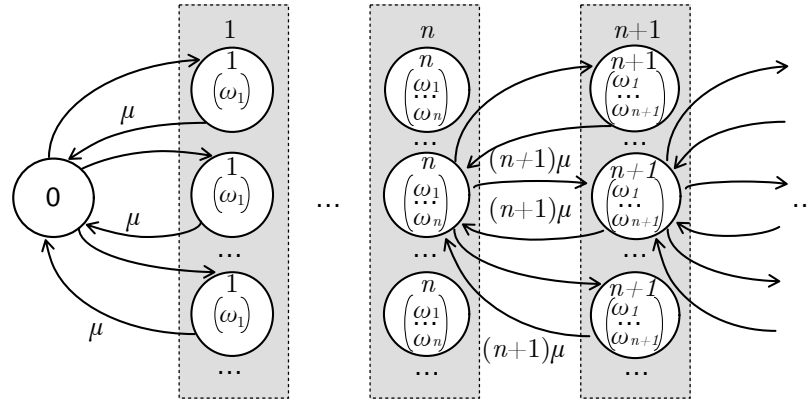 1
n
n+1
1
(ω₁)
n
(ω₁
...
ωₙ)
n+1
(ω₁
...
ωₙ₊₁)
μ
...
...
(n+1)μ
0
1
(ω₁)
...
n
(ω₁
...
ωₙ)
n+1
(ω₁
...
ωₙ₊₁)
..
μ
(n+1)μ
...
...
...
1
(ω₁)
n
(ω₁
...
ωₙ)
n+1
(ω₁
...
ωₙ₊₁)
μ
(n+1)μ
...
...
...